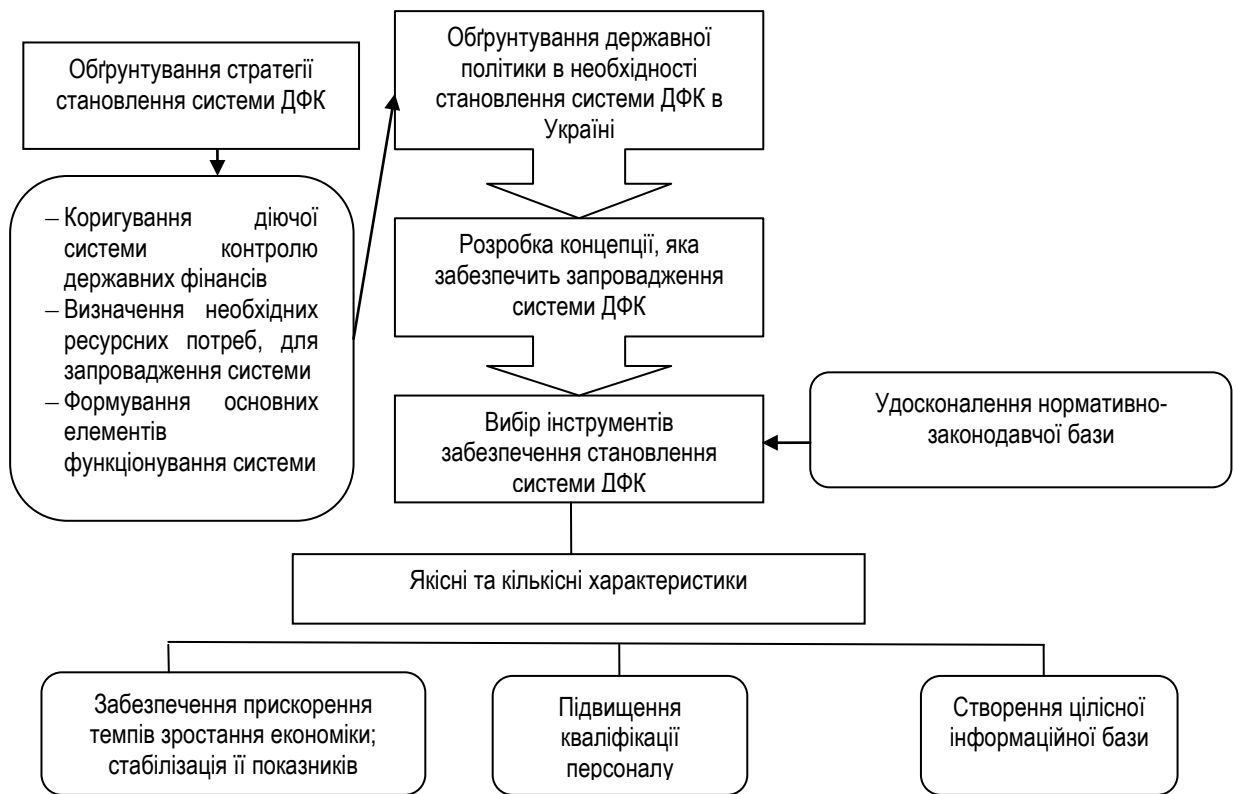 Обґрунтування стратегії
становлення системи ДФК
Обґрунтування державної
політики в необхідності
становлення системи ДФК в
Україні
– Коригування діючої
системи контролю
державних фінансів
– Визначення необхідних
ресурсних потреб, для
запровадження системи
– Формування основних
елементів
функціонування системи
Розробка концепції, яка
забезпечить запровадження
системи ДФК
Вибір інструментів
забезпечення становлення
системи ДФК
Удосконалення нормативно-
законодавчої бази
Якісні та кількісні характеристики
Забезпечення прискорення
темпів зростання економіки;
стабілізація її показників
Підвищення
кваліфікації
персоналу
Створення цілісної
інформаційної бази